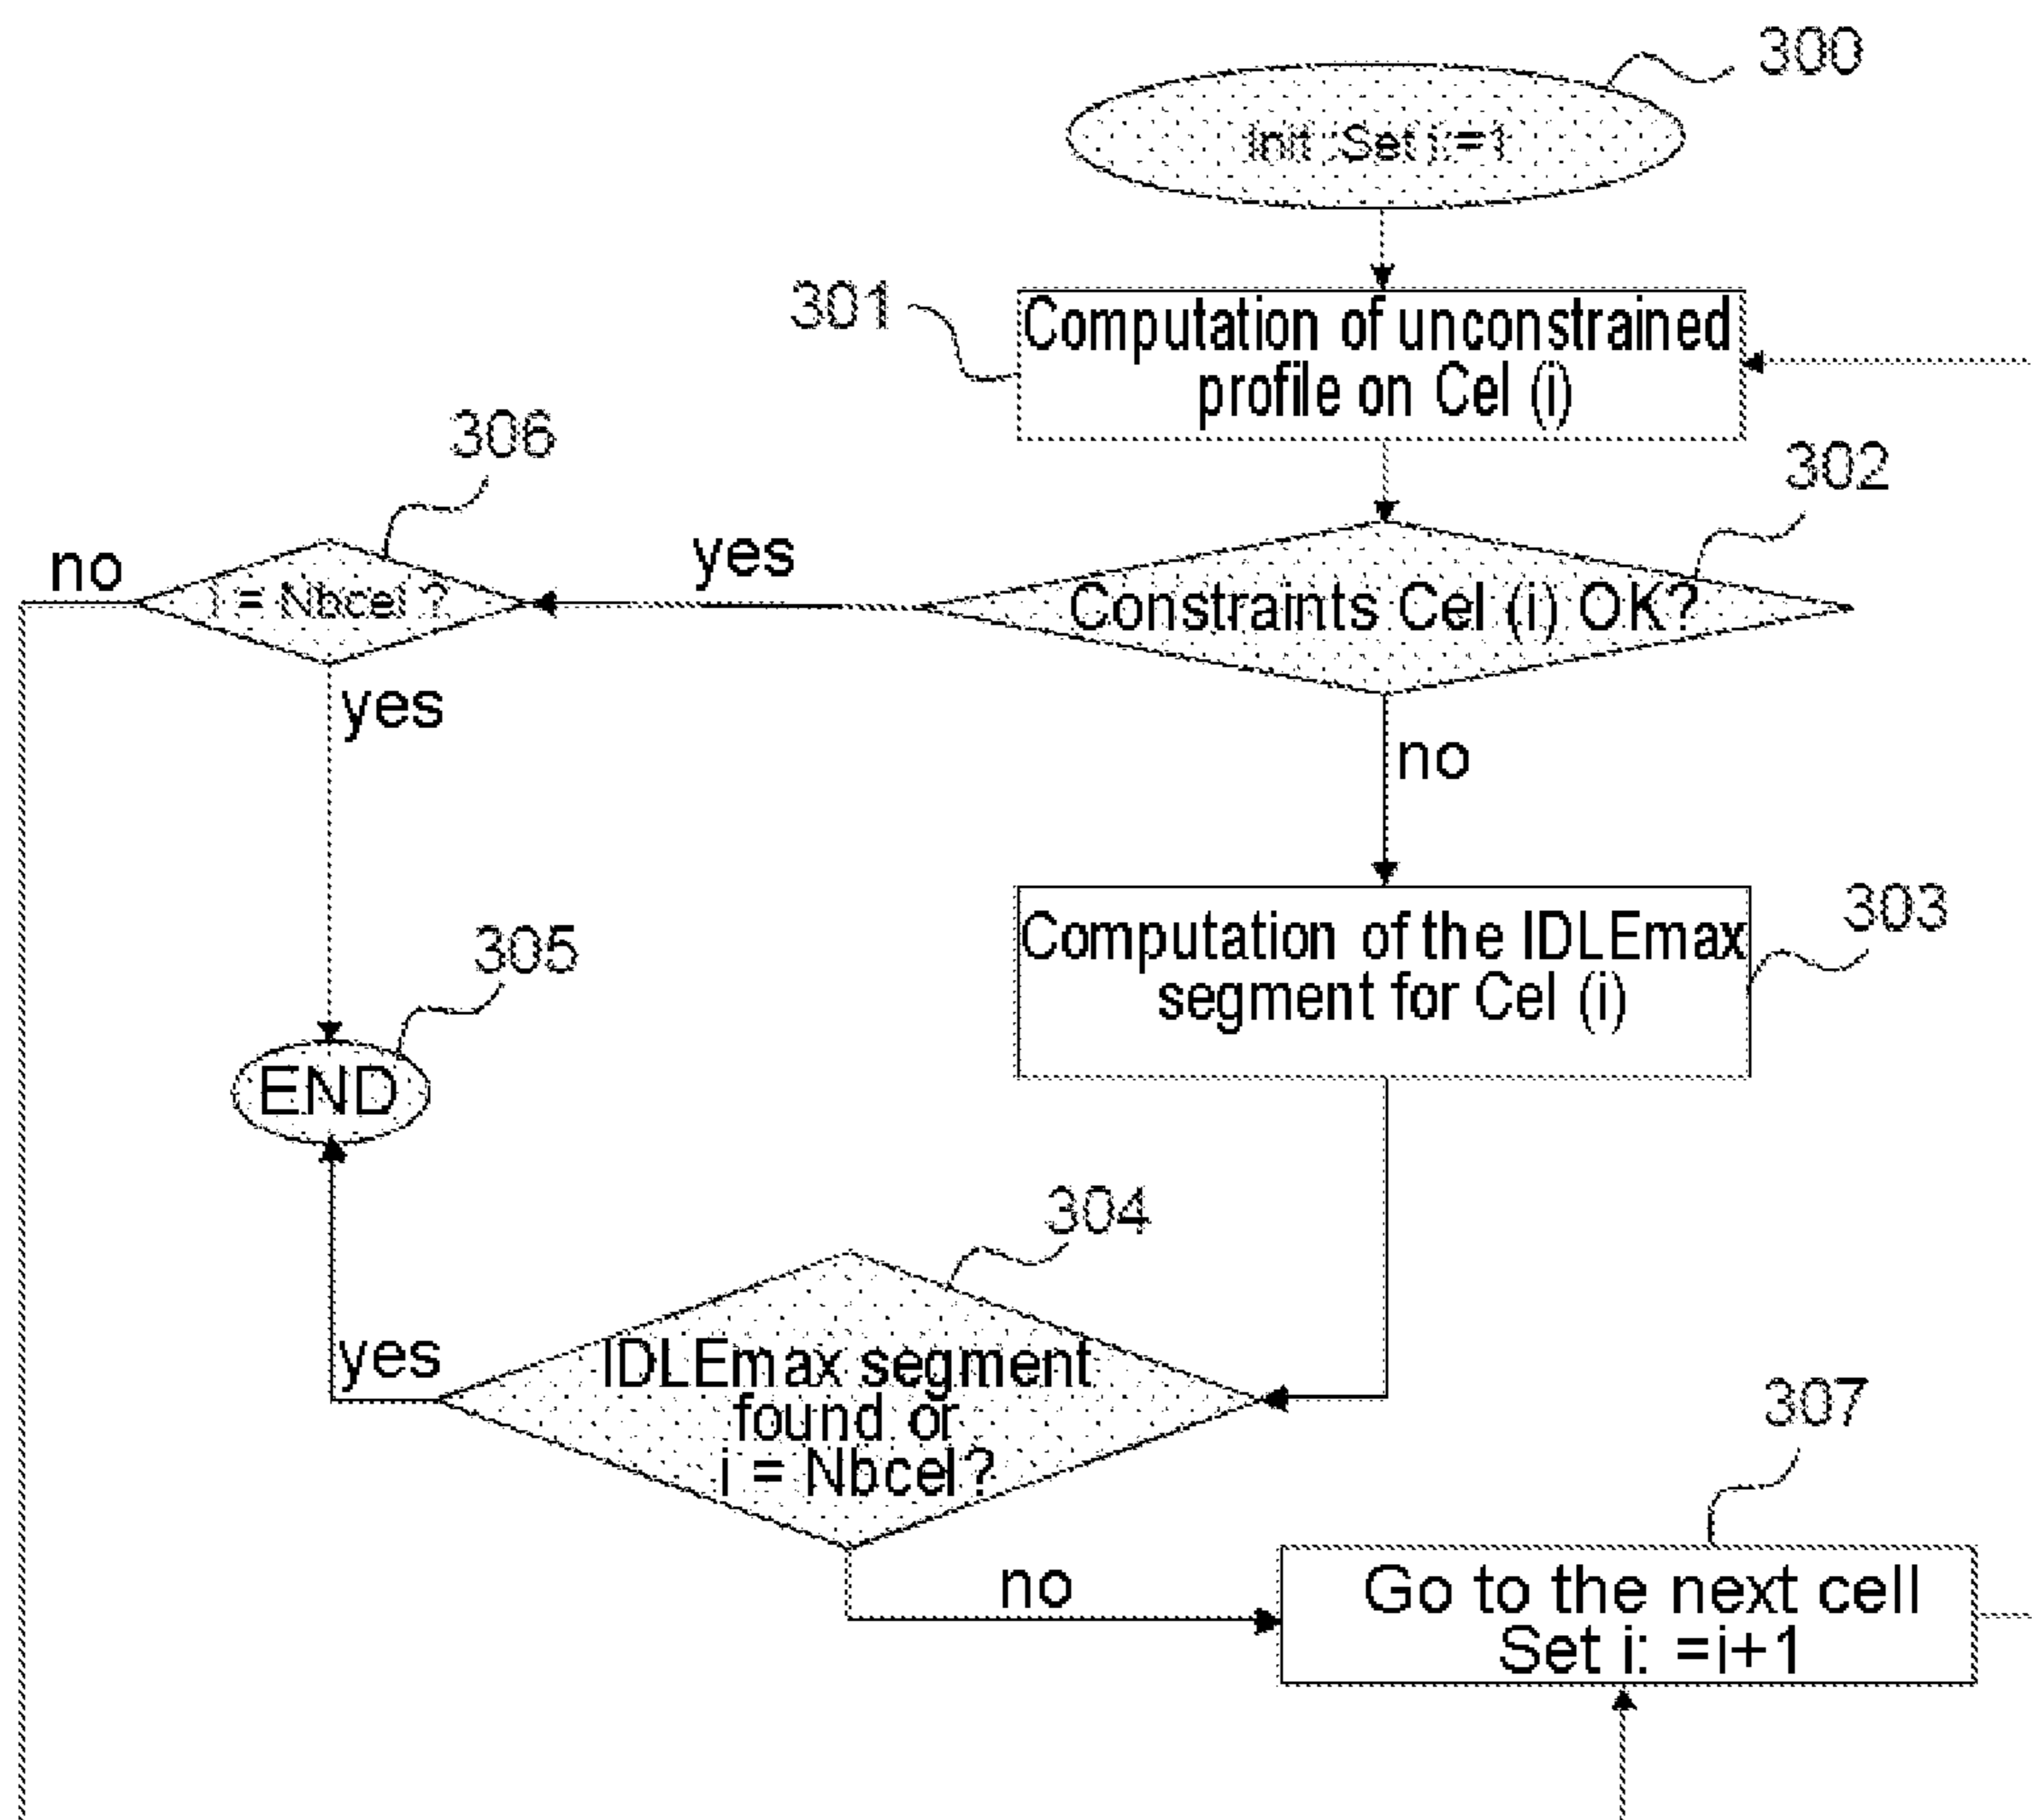 300
Init Set i:=1
301
Computation of unconstrained
profile on Cel (i)
306
302
no
yes
i = Nbcel ?
Constraints Cel (i) OK?
yes
no
303
Computation of the IDLEmax
segment for Cel (i)
305
END
304
yes
IDLEmax segment
found or
i = Nbcel?
307
no
Go to the next cell
Set i: =i+1